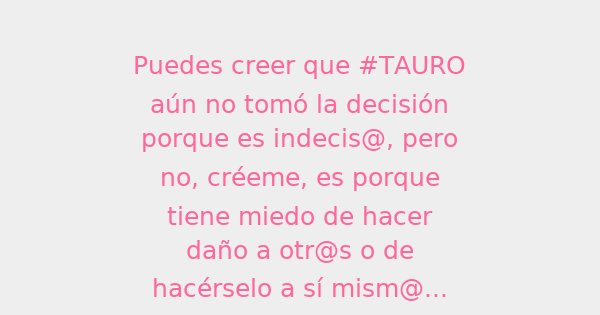 Puedes creer que #TAURO
aún no tomó la decisión
porque es indecis@, pero
no, créeme, es porque
tiene miedo de hacer
daño a otr@s o de
hacérselo a sí mism@...